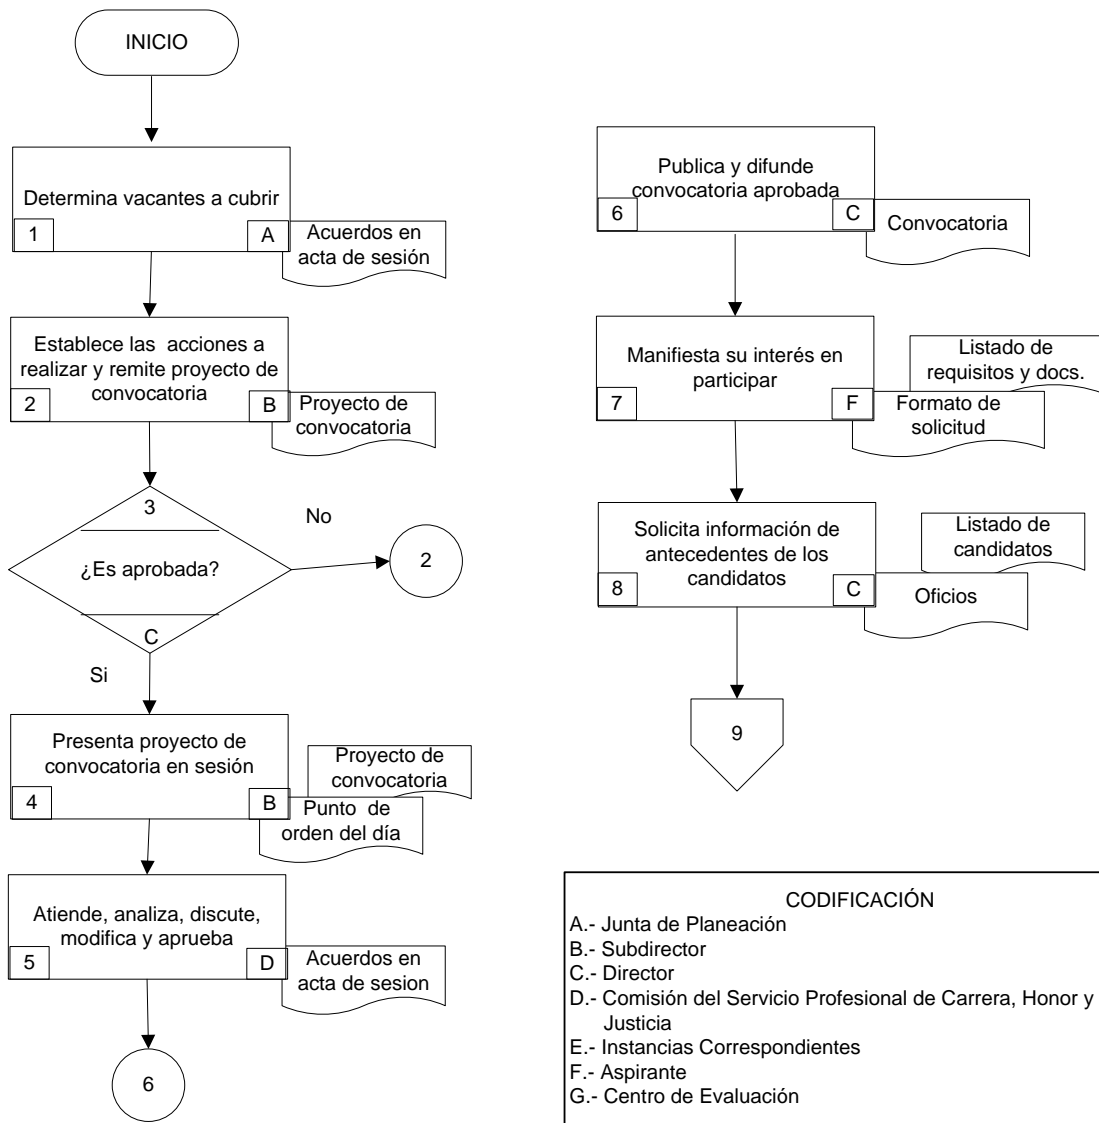 INICIO
Determina vacantes a cubrir
1
A
Acuerdos en
acta de sesión
Establece las acciones a
realizar y remite proyecto de
convocatoria
2
B
Proyecto de
convocatoria
3
¿Es aprobada?
C
No
2
Si
Presenta proyecto de
convocatoria en sesión
4
B
Proyecto de
convocatoria
Punto de
orden del día
Atiende, analiza, discute,
modifica y aprueba
5
D
Acuerdos en
acta de sesion
6
Publica y difunde
convocatoria aprobada
6
C
Convocatoria
Manifiesta su interés en
participar
7
F
Listado de
requisitos y docs.
Formato de
solicitud
Solicita información de
antecedentes de los
candidatos
8
C
Listado de
candidatos
Oficios
9
CODIFICACIÓN
A.- Junta de Planeación
B.- Subdirector
C.- Director
D.- Comisión del Servicio Profesional de Carrera, Honor y
Justicia
E.- Instancias Correspondientes
F.- Aspirante
G.- Centro de Evaluación